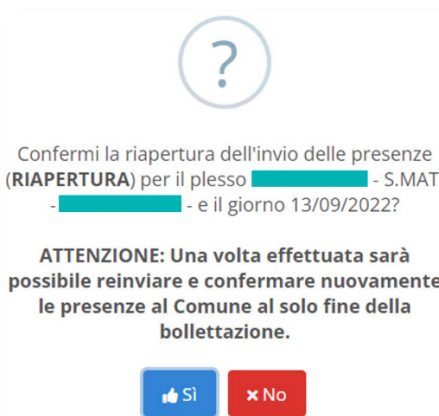 ?
Confermi la riapertura dell'invio delle presenze
(RIAPERTURA) per il plesso - S.MAT
- - e il giorno 13/09/2022?
ATTENZIONE: Una volta effettuata sarà
possibile reinviare e confermare nuovamente
le presenze al Comune al solo fine della
bollettazione.
Sì
× No